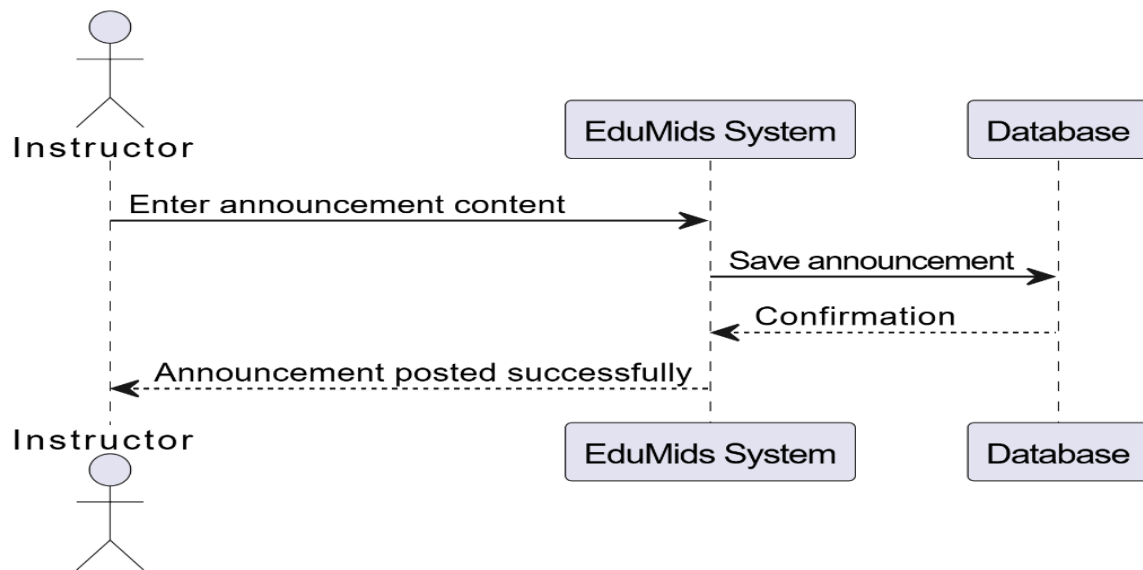 Instructor
EduMids System
Database
Enter announcement content
Save announcement
Confirmation
Announcement posted successfully
Instructor
EduMids System
Database